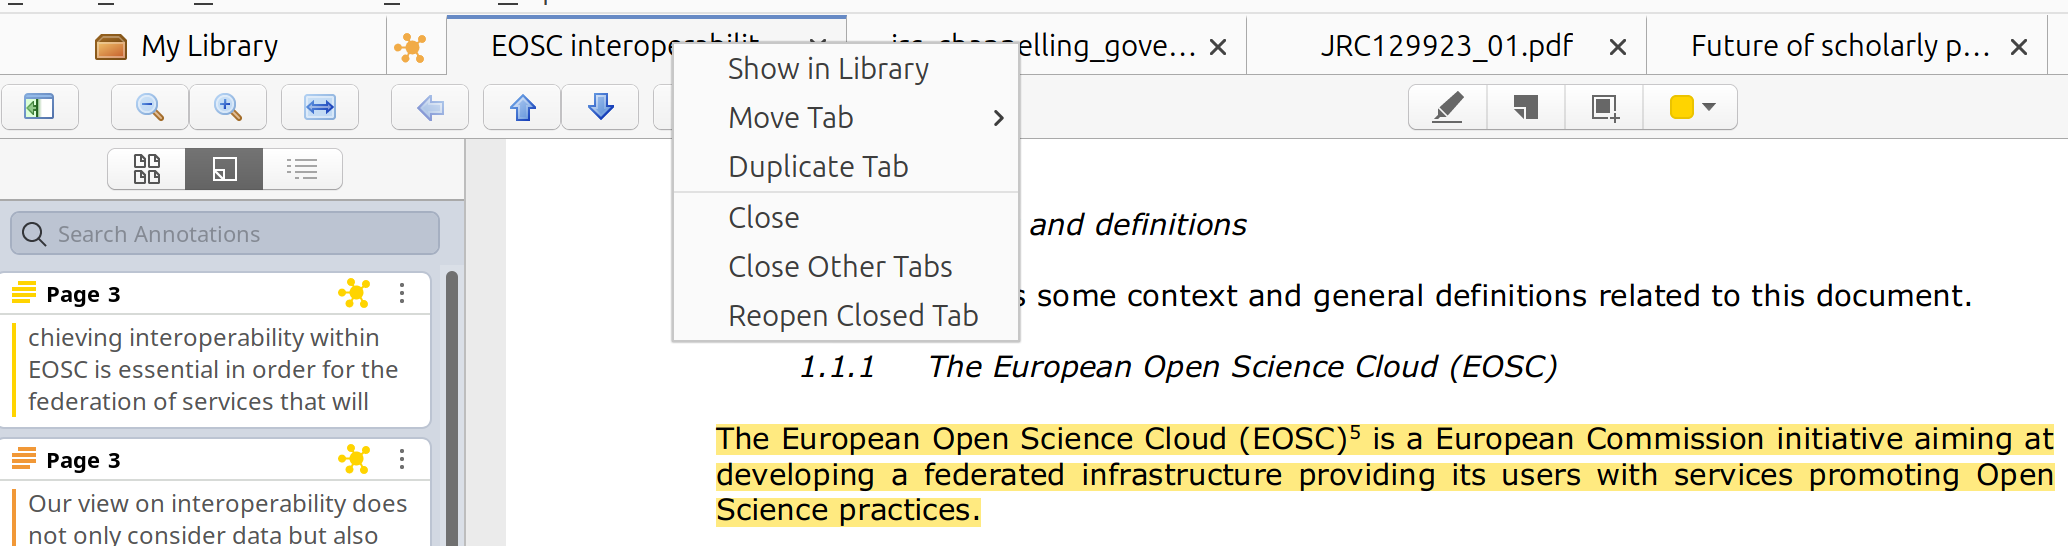 My Library
EOSC interoperabilit
JRC129923_01.pdf
Future of scholarly p...
Show in Library
Move Tab
Duplicate Tab
Close
Close Other Tabs
Reopen Closed Tab
Search Annotations
Page 3
chieving interoperability within
EOSC is essential in order for the
federation of services that will
Page 3
Our view on interoperability does
not only consider data but also
and definitions
s some context and general definitions related to this document.
1.1.1 The European Open Science Cloud (EOSC)
The European Open Science Cloud (EOSC)⁵ is a European Commission initiative aiming at
developing a federated infrastructure providing its users with services promoting Open
Science practices.